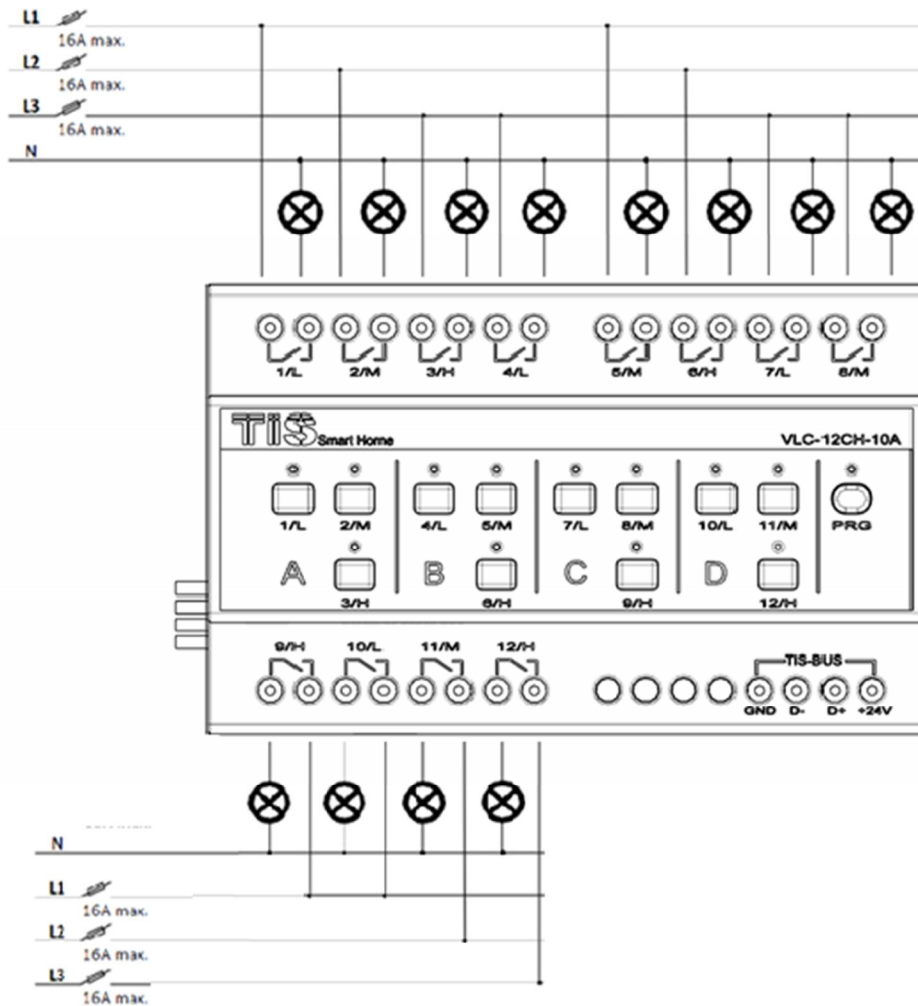 L1
16A max.
L2
16A max.
L3
16A max.
N
1/L 2/M 3/H 4/L 5/M 6/H 7/L 8/M
TiS Smart Home VLC-12CH-10A
1/L 2/M 4/L 5/M 7/L 8/M 10/L 11/M PRG
A B C D
3/H 6/H 9/H 12/H
9/H 10/L 11/M 12/H
TIS-BUS
GND D- D+ +24V
N
L1
16A max.
L2
16A max.
L3
16A max.